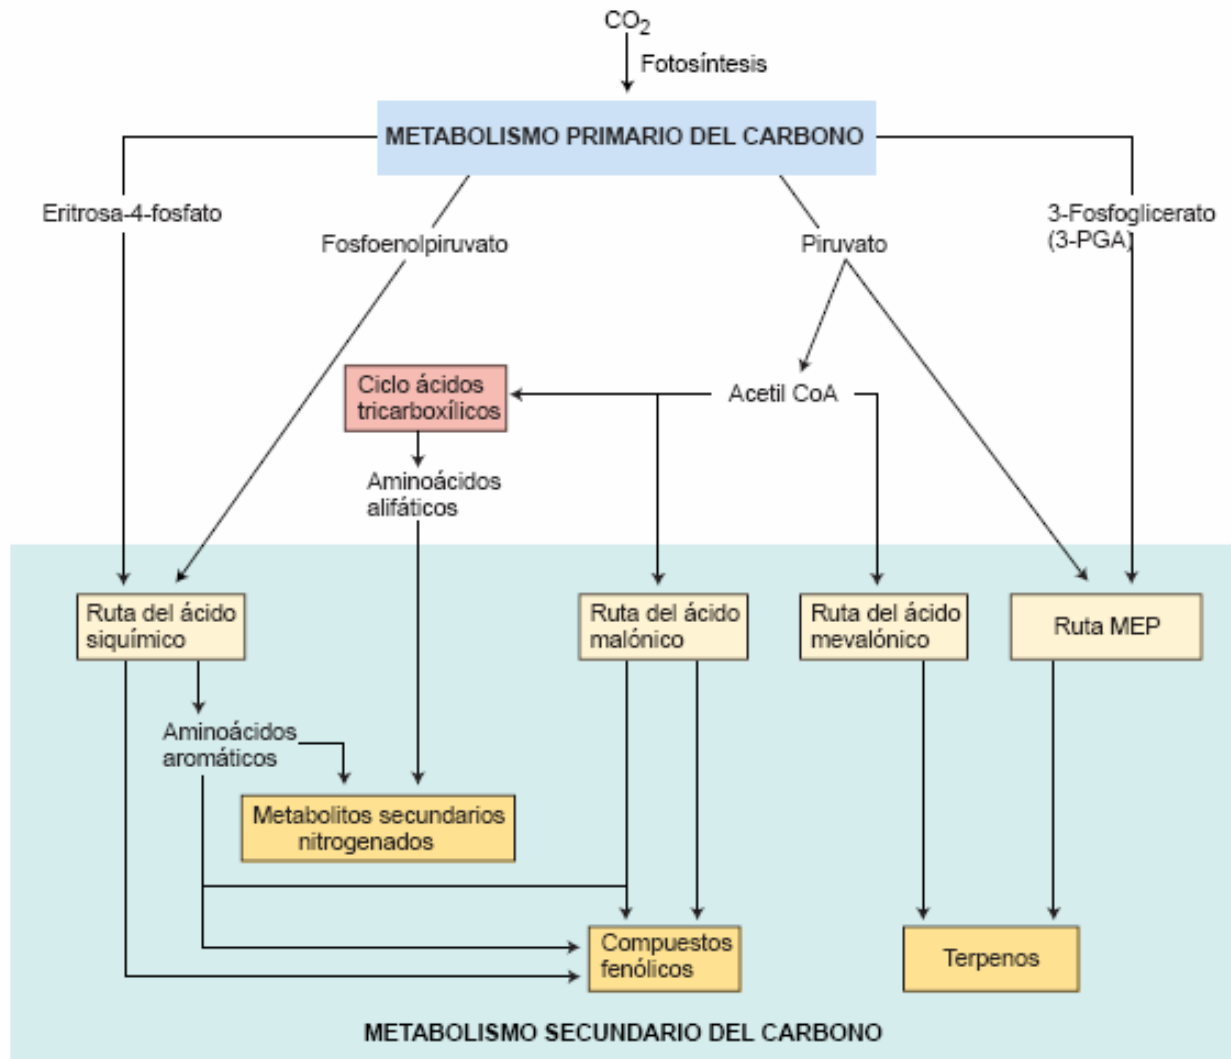 CO2
Fotosíntesis
METABOLISMO PRIMARIO DEL CARBONO
Eritrosa-4-fosfato
Fosfoenolpiruvato
Piruvato
3-Fosfoglicerato
(3-PGA)
Ciclo ácidos
tricarboxílicos
Acetil CoA
Aminoácidos
alifáticos
Ruta del ácido
siquímico
Ruta del ácido
malónico
Ruta del ácido
mevalónico
Ruta MEP
Aminoácidos
aromáticos
Metabolitos secundarios
nitrogenados
Compuestos
fenólicos
Terpenos
METABOLISMO SECUNDARIO DEL CARBONO